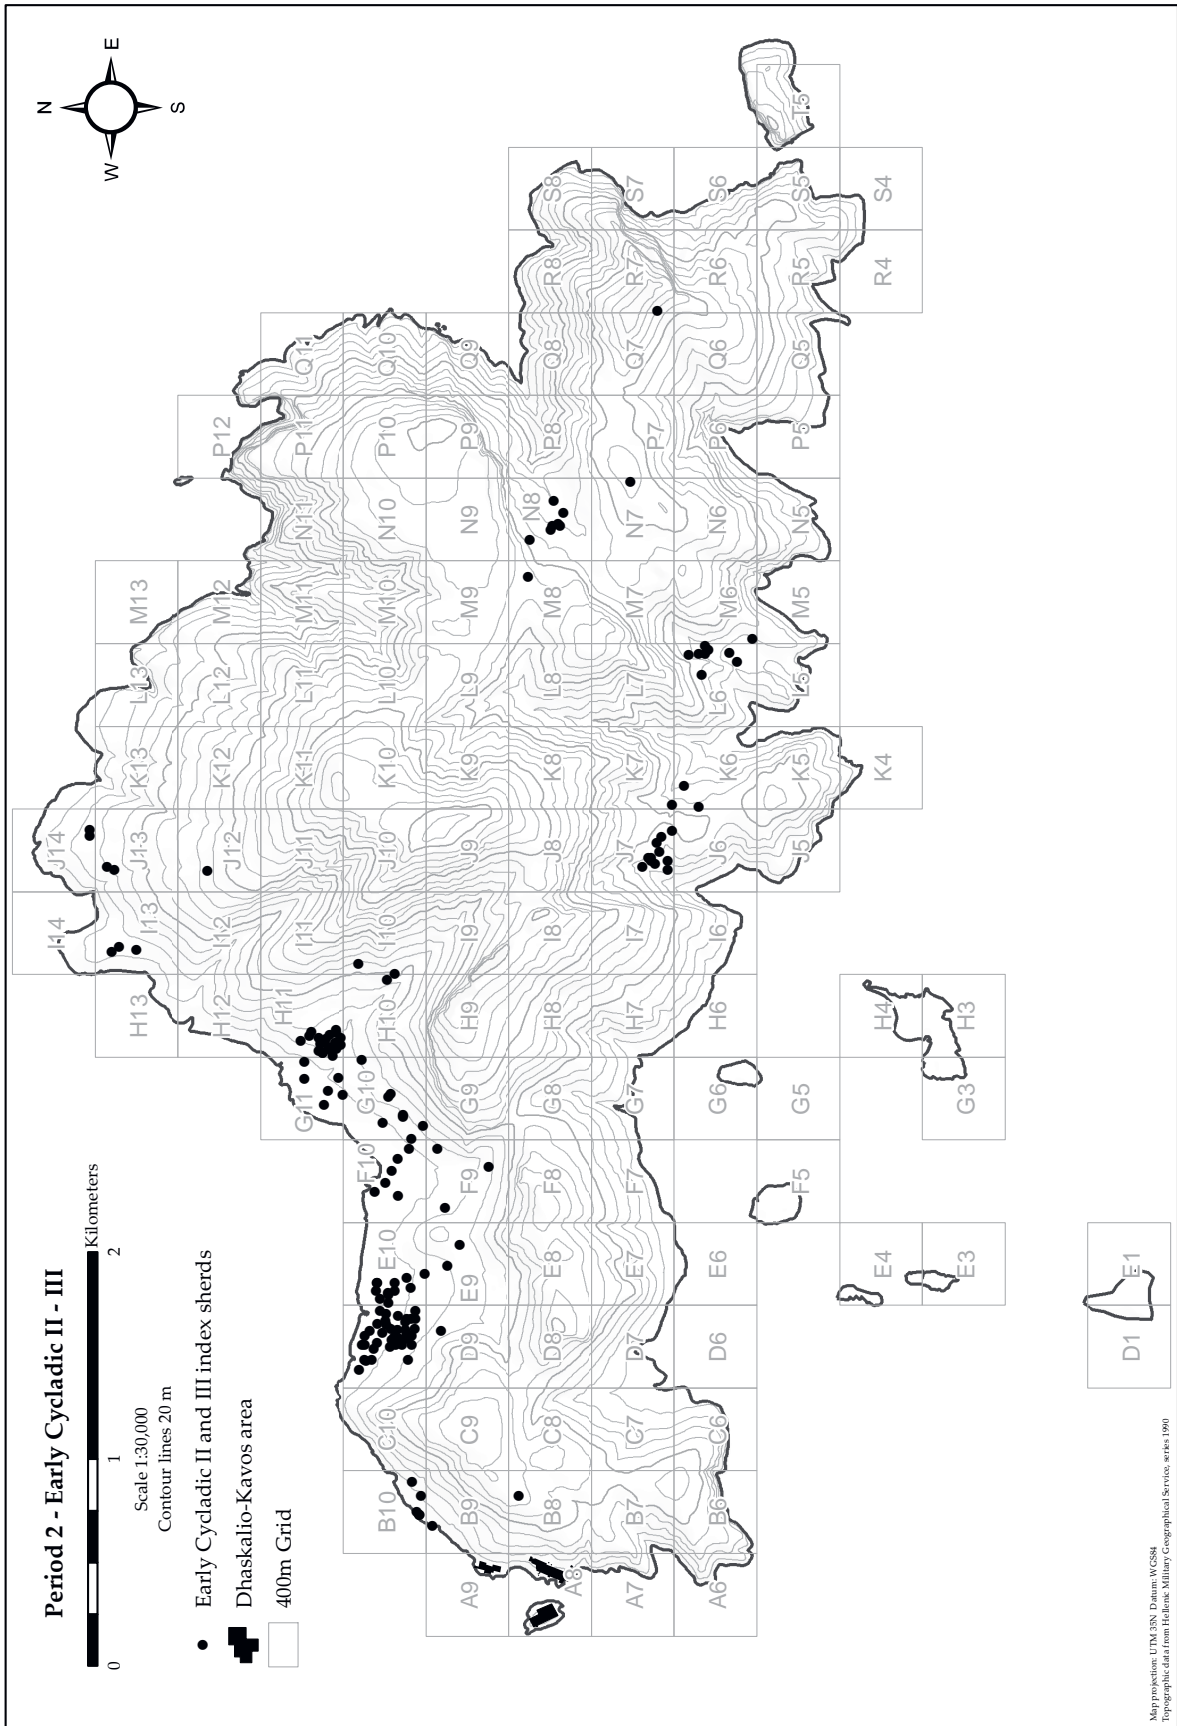 Period 2 - Early Cycladic II - III
0
1
2
Kilometers
Scale 1:30,000
Contour lines 20 m
Early Cycladic II and III index sherds
Dhaskalio-Kavos area
400m Grid
N
E
S
W
I14
J14
H13
I13
J13
K13
L13
M13
H12
I12
J12
K12
L12
M12
P12
G11
H11
I11
J11
K11
L11
M11
N11
P11
Q11
B10
C10
E10
F10
G10
H10
I10
J10
K10
L10
M10
N10
P10
Q10
A9
B9
C9
D9
E9
F9
G9
H9
I9
J9
K9
L9
M9
N9
P9
Q9
A8
B8
C8
D8
E8
F8
G8
H8
I8
J8
K8
L8
M8
N8
P8
Q8
R8
S8
A7
B7
C7
D7
E7
F7
G7
H7
I7
J7
K7
L7
M7
N7
P7
Q7
R7
S7
A6
B6
C6
D6
E6
G6
H6
I6
J6
K6
L6
M6
N6
P6
Q6
R6
S6
F5
G5
J5
K5
L5
M5
N5
P5
Q5
R5
S5
T5
E4
H4
K4
R4
S4
E3
G3
H3
D1
E1
Map projection: UTM 35N Datum: WGS84
Topographic data from Hellenic Military Geographical Service, series 1990